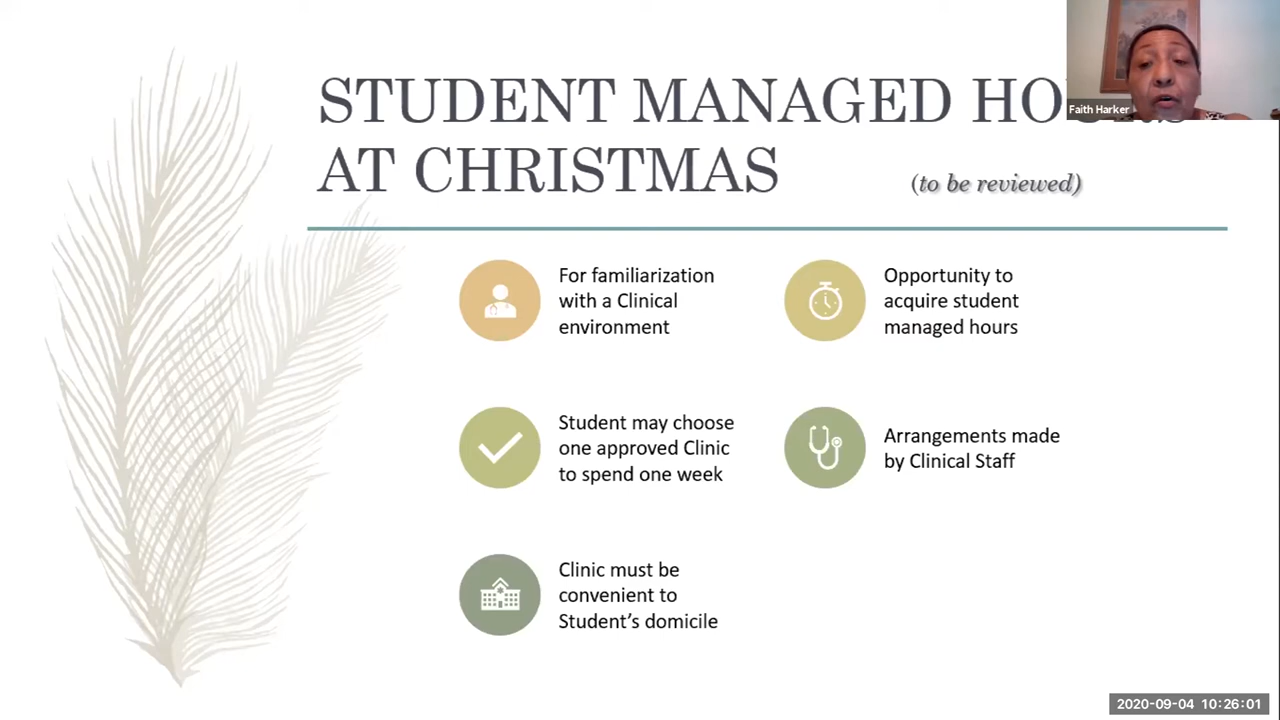 STUDENT MANAGED
AT CHRISTMAS (to be reviewed)
Faith Harker
For familiarization
with a Clinical
environment
Opportunity to
acquire student
managed hours
Student may choose
one approved Clinic
to spend one week
Arrangements made
by Clinical Staff
Clinic must be
convenient to
Student’s domicile
2020-09-04 10:26:01